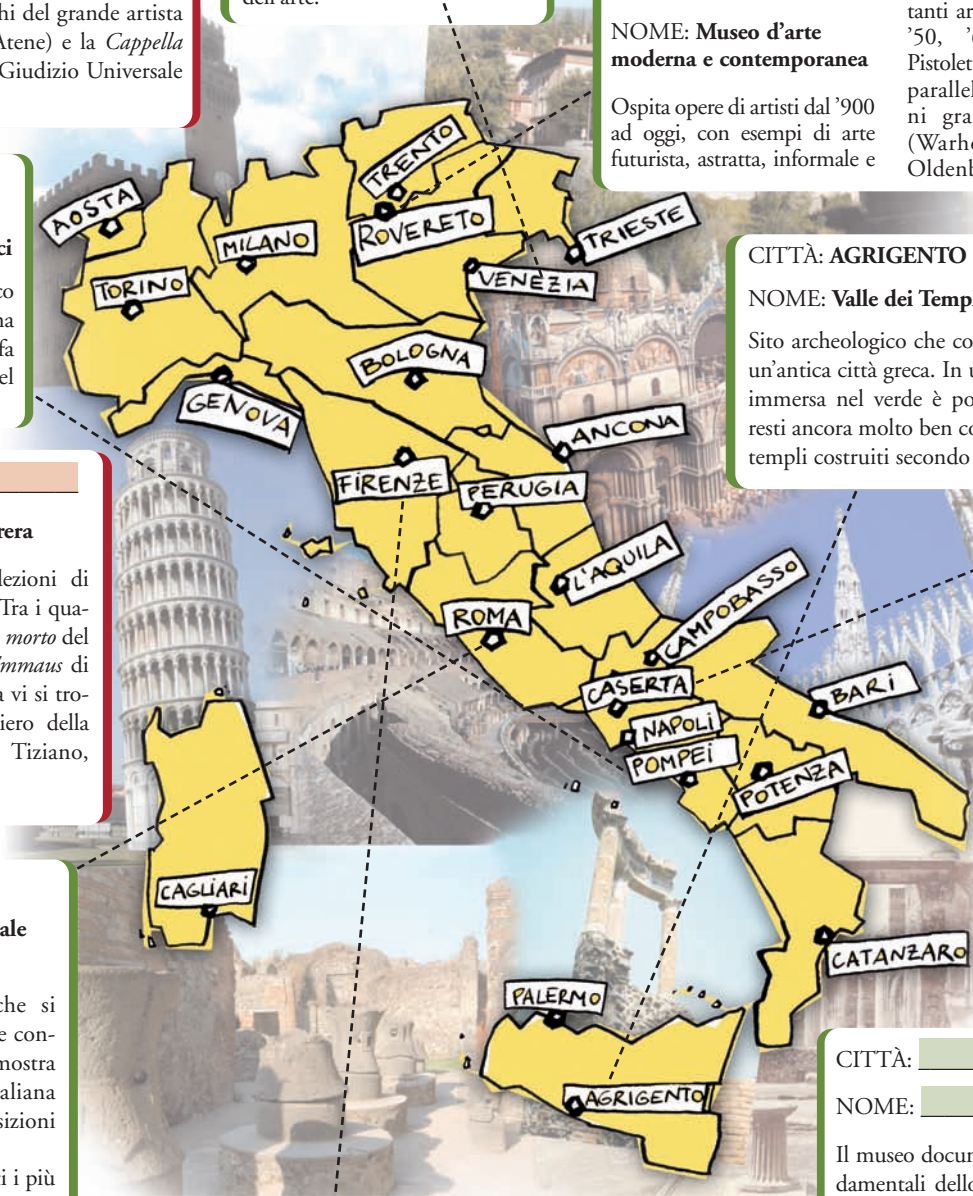 hi del grande artista
Atene) e la Cappella
Giudizio Universale
dell'arte.
NOME: Museo d'arte
moderna e contemporanea
Ospita opere di artisti dal '900
ad oggi, con esempi di arte
futurista, astratta, informale e
tanti ar
'50,
Pistolet
parallel
ni gra
(Warho
Oldenb
ci
co
na
fa
el
CITTÀ: AGRIGENTO
NOME: Valle dei Temp
Sito archeologico che co
un'antica città greca. In u
immersa nel verde è po
resti ancora molto ben co
templi costruiti secondo
rera
lezioni di
Tra i qua-
morto del
Emmaus di
a vi si tro-
iero della
Tiziano,
ale
che si
e con-
mostra
aliana
sizioni
ti i più
AOSTA
TRENTO
ROVERETO
MILANO
TRIESTE
VENEZIA
TORINO
BOLOGNA
GENOVA
ANCONA
FIRENZE
PERUGIA
L'AQUILA
ROMA
CAMPOBASSO
CASERTA
BARI
NAPOLI
POMPEI
POTENZA
CAGLIARI
CATANZARO
PALERMO
AGRIGENTO
CITTÀ:
NOME:
Il museo docu
damentali dello